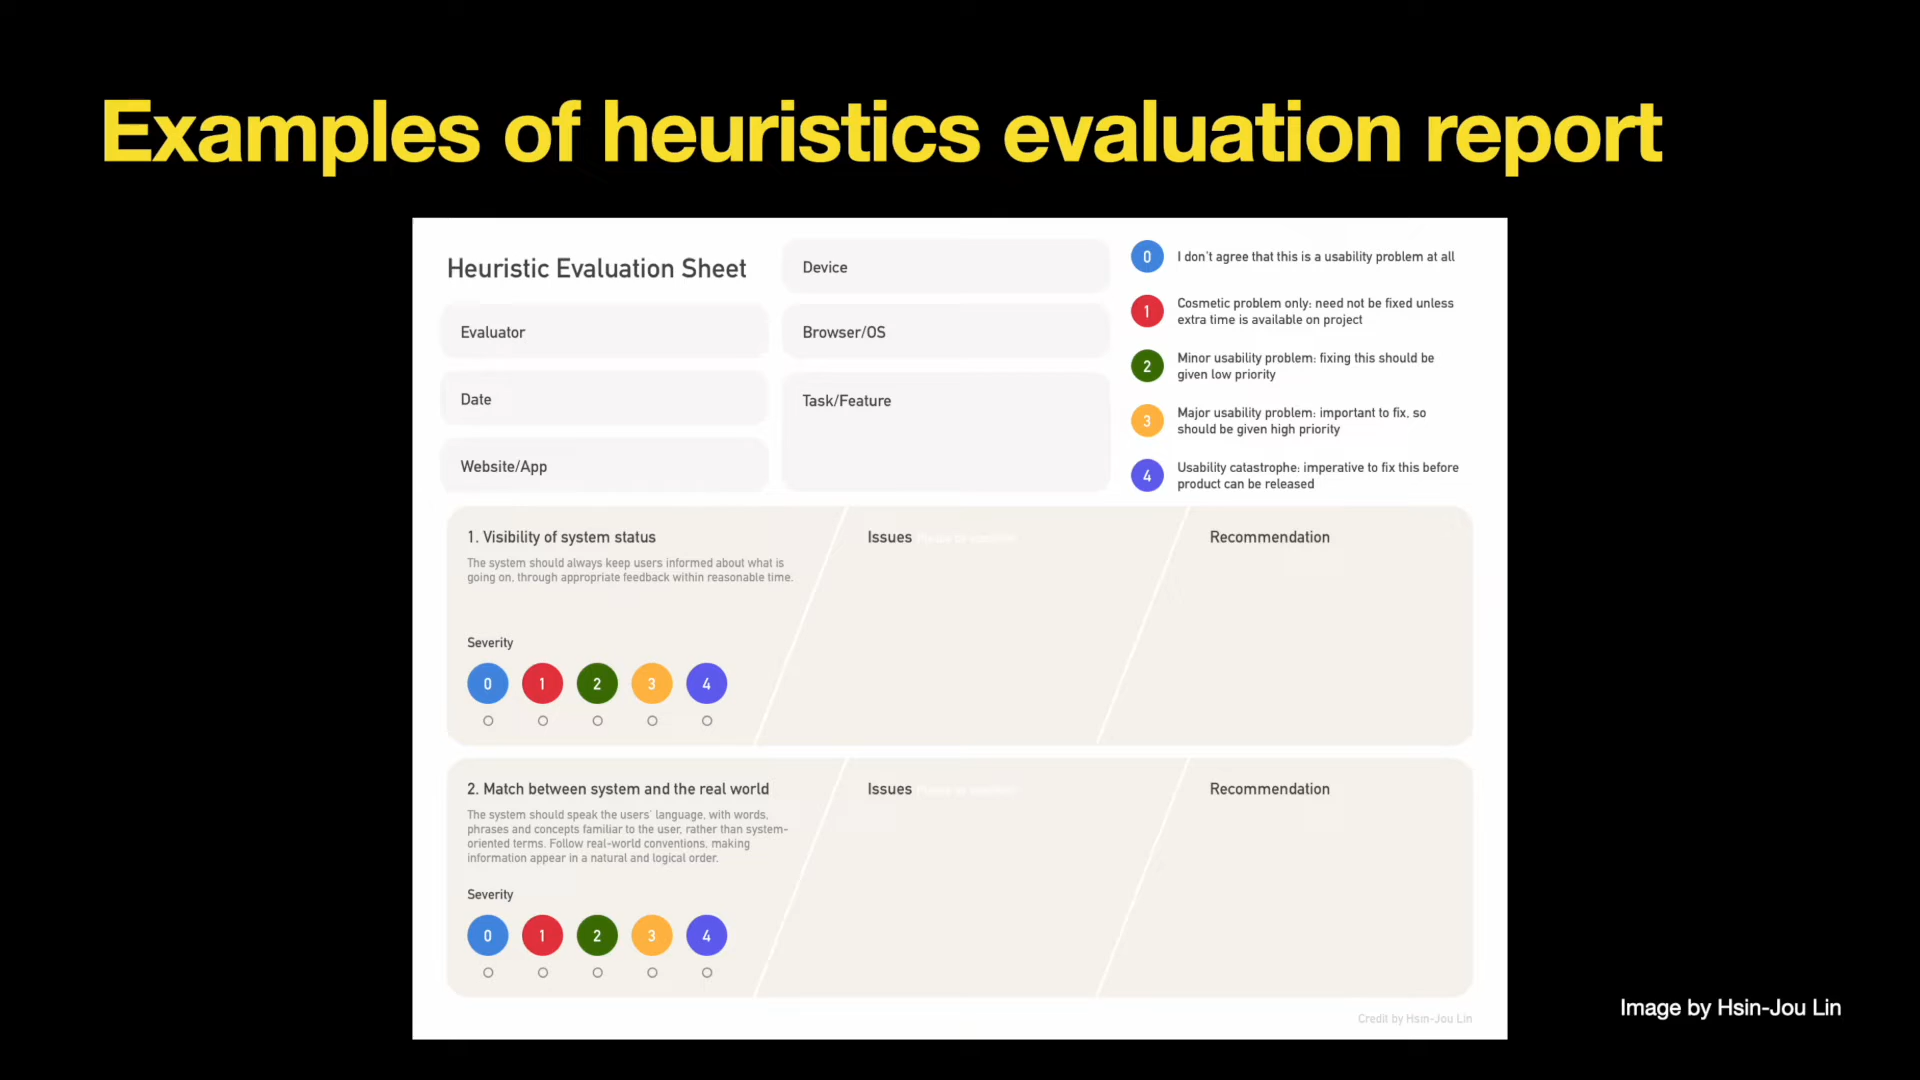 Examples of heuristics evaluation report
Heuristic Evaluation Sheet
Evaluator
Date
Website/App
Device
Browser/OS
Task/Feature
0 I don't agree that this is a usability problem at all
1 Cosmetic problem only: need not be fixed unless
extra time is available on project
2 Minor usability problem: fixing this should be
given low priority
3 Major usability problem: important to fix, so
should be given high priority
4 Usability catastrophe: imperative to fix this before
product can be released
1. Visibility of system status
The system should always keep users informed about what is
going on, through appropriate feedback within reasonable time.
Severity
0 1 2 3 4
Issues
Recommendation
2. Match between system and the real world
The system should speak the users' language, with words,
phrases and concepts familiar to the user, rather than system-
oriented terms. Follow real-world conventions, making
information appear in a natural and logical order.
Severity
0 1 2 3 4
Issues
Recommendation
Credit by Hsin-Jou Lin
Image by Hsin-Jou Lin